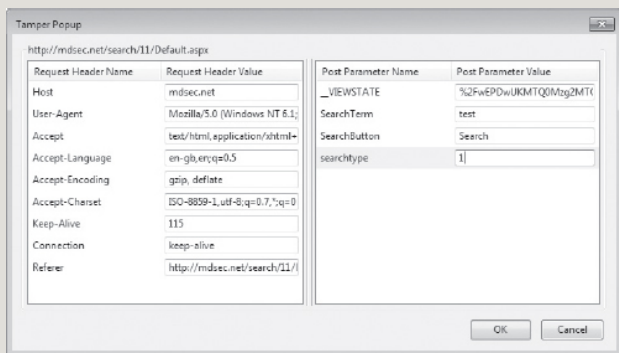 Tamper Popup
http://mdsec.net/search/11/Default.aspx
Request Header Name Request Header Value
Host mdsec.net
User-Agent Mozilla/5.0 (Windows NT 6.1;
Accept text/html,application/xhtml+
Accept-Language en-gb,en;q=0.5
Accept-Encoding gzip, deflate
Accept-Charset ISO-8859-1,utf-8;q=0.7,*;q=0
Keep-Alive 115
Connection keep-alive
Referer http://mdsec.net/search/11/
Post Parameter Name Post Parameter Value
__VIEWSTATE %2FwEPDwUKMTQ0Mzg2MT
SearchTerm test
SearchButton Search
searchtype 1
OK Cancel